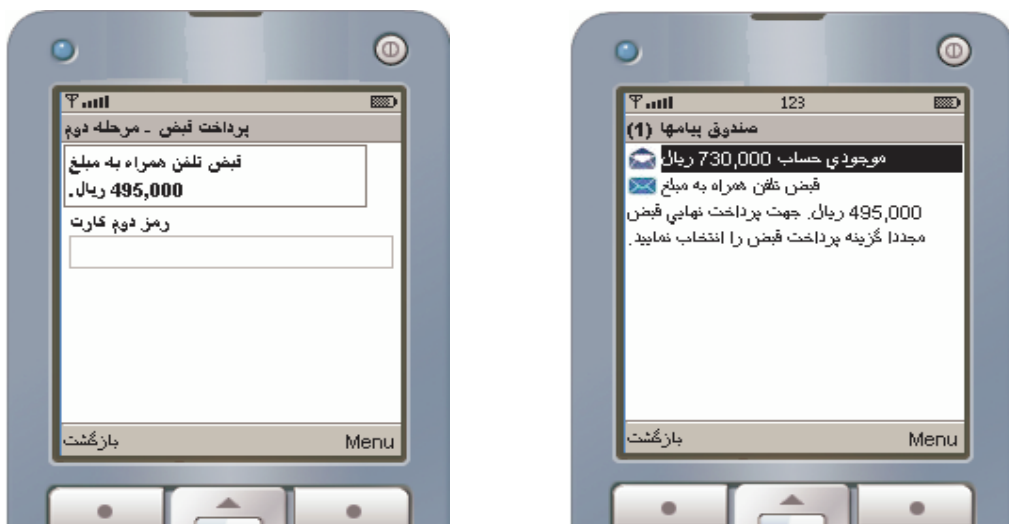 پرداخت قبض - مرحله دوم
قبض تلفن همراه به مبلغ
495,000 ریال.
رمز دوم کارت
بازگشت
Menu
123
صندوق پیامها (1)
موجودي حساب 730,000 ریال
قبض تلفن همراه به مبلغ
495,000 ریال. جهت پرداخت نهایي قبض
مجددا گزینه پرداخت قبض را انتخاب نمایید.
بازگشت
Menu